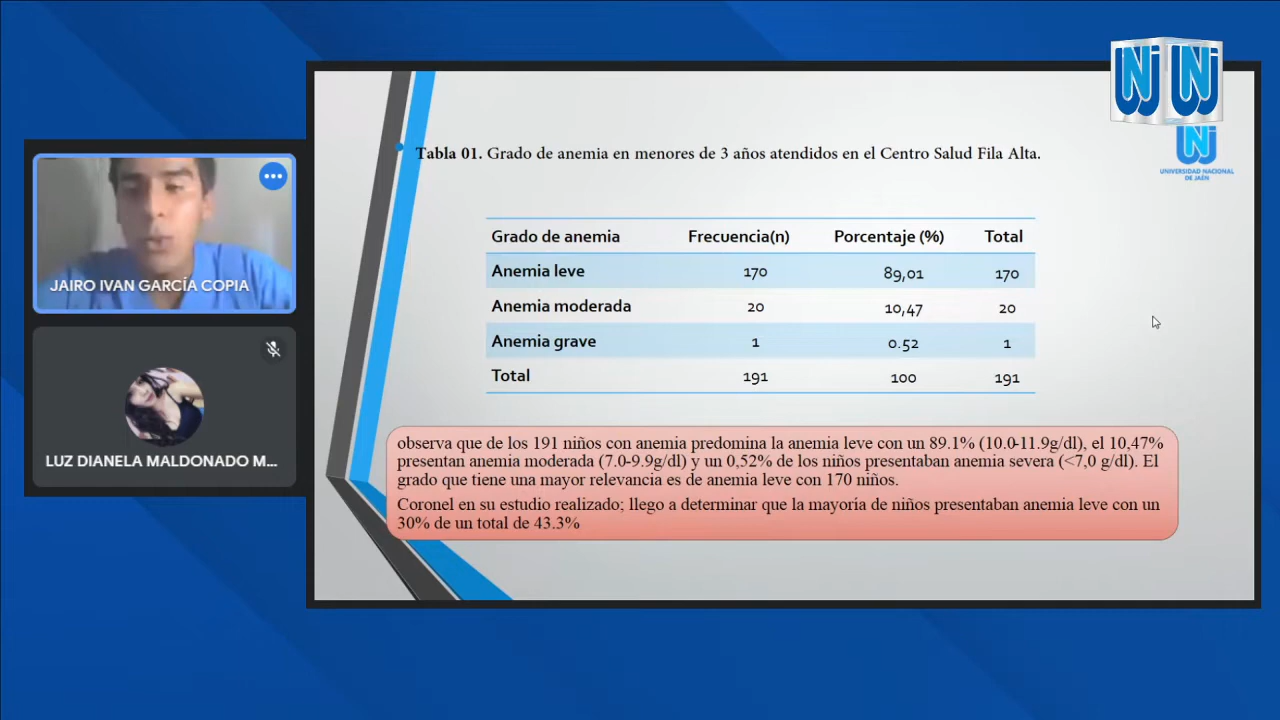 Tabla 01. Grado de anemia en menores de 3 años atendidos en el Centro Salud Fila Alta.
UNIVERSIDAD NACIONAL
DE JAÉN
Grado de anemia Frecuencia(n) Porcentaje (%) Total
Anemia leve 170 89,01 170
Anemia moderada 20 10,47 20
Anemia grave 1 0.52 1
Total 191 100 191
JAIRO IVAN GARCÍA COPIA
LUZ DIANELA MALDONADO M...
observa que de los 191 niños con anemia predomina la anemia leve con un 89.1% (10.0-11.9g/dl), el 10,47%
presentan anemia moderada (7.0-9.9g/dl) y un 0,52% de los niños presentaban anemia severa (<7,0 g/dl). El
grado que tiene una mayor relevancia es de anemia leve con 170 niños.
Coronel en su estudio realizado; llego a determinar que la mayoría de niños presentaban anemia leve con un
30% de un total de 43.3%